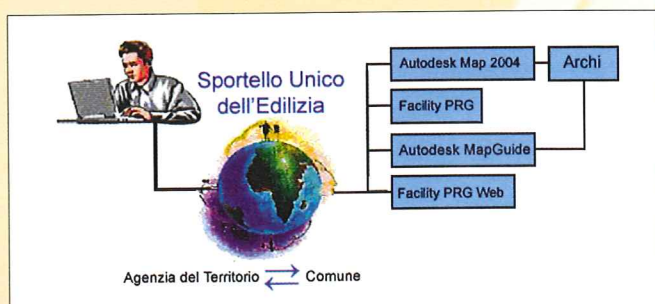 Sportello Unico
dell'Edilizia
Autodesk Map 2004
Archi
Facility PRG
Autodesk MapGuide
Facility PRG Web
Agenzia del Territorio
Comune